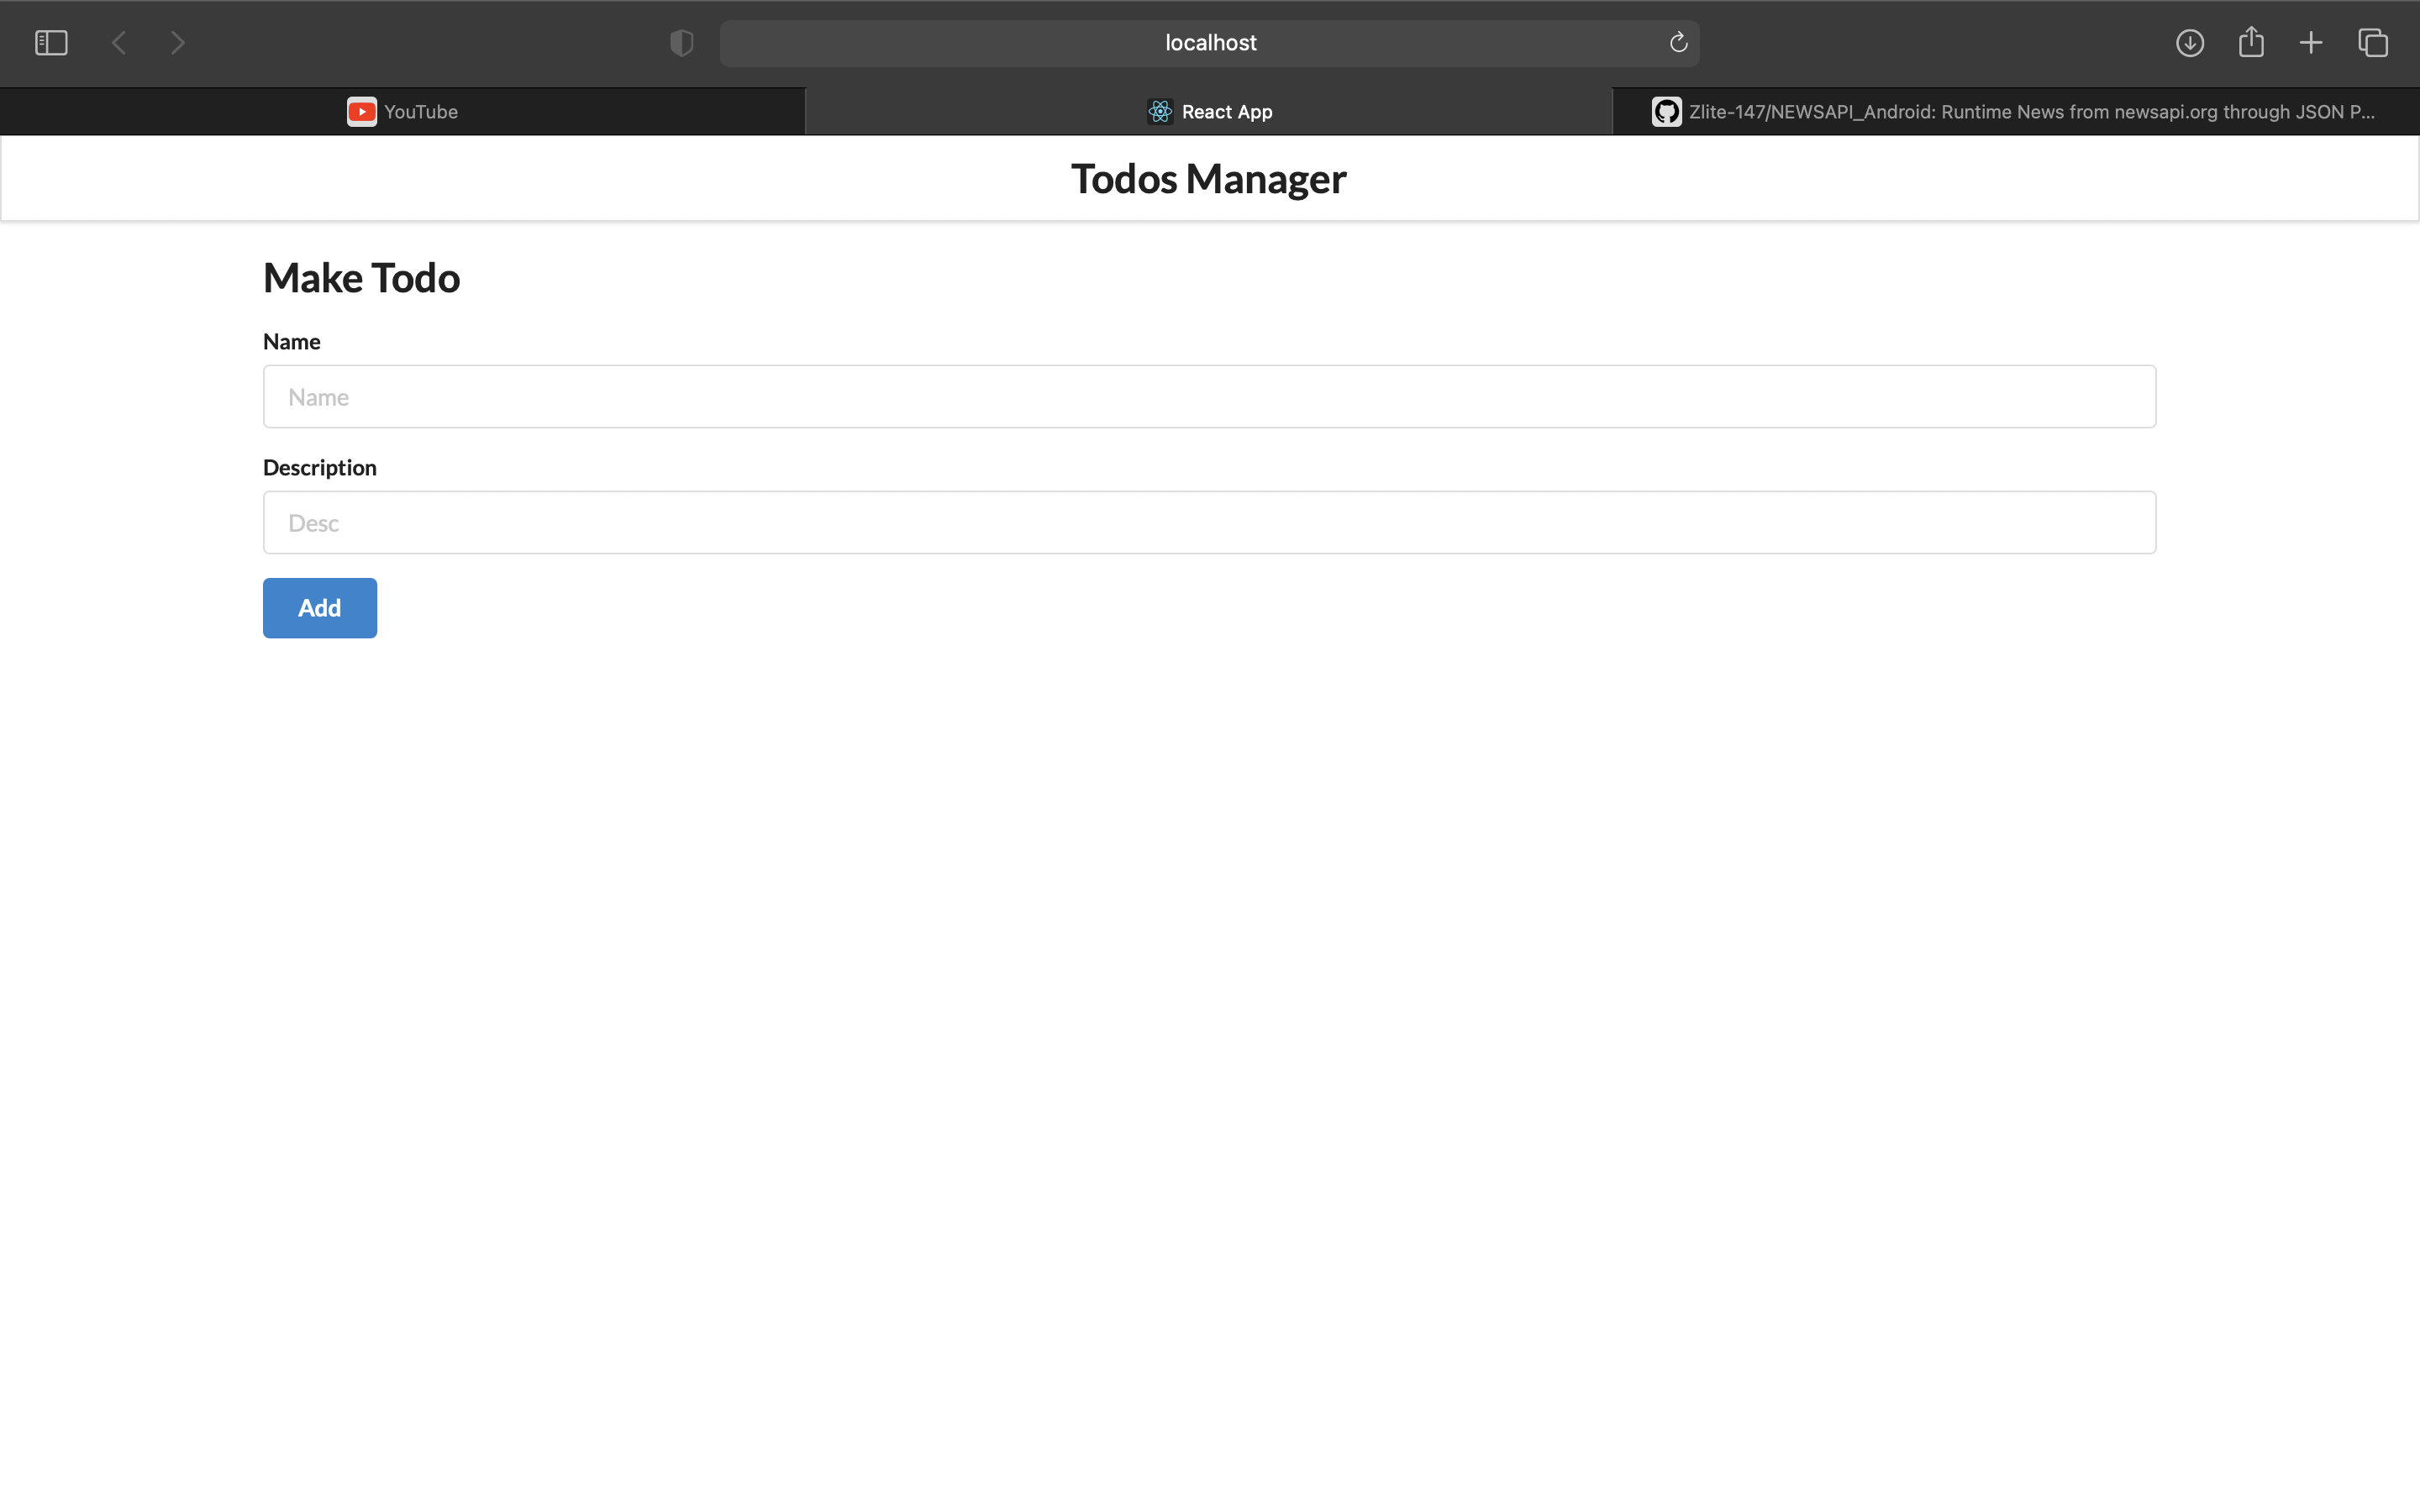 localhost
YouTube
React App
Zlite-147/NEWSAPI_Android: Runtime News from newsapi.org through JSON P...
Todos Manager
Make Todo
Name
Name
Description
Desc
Add